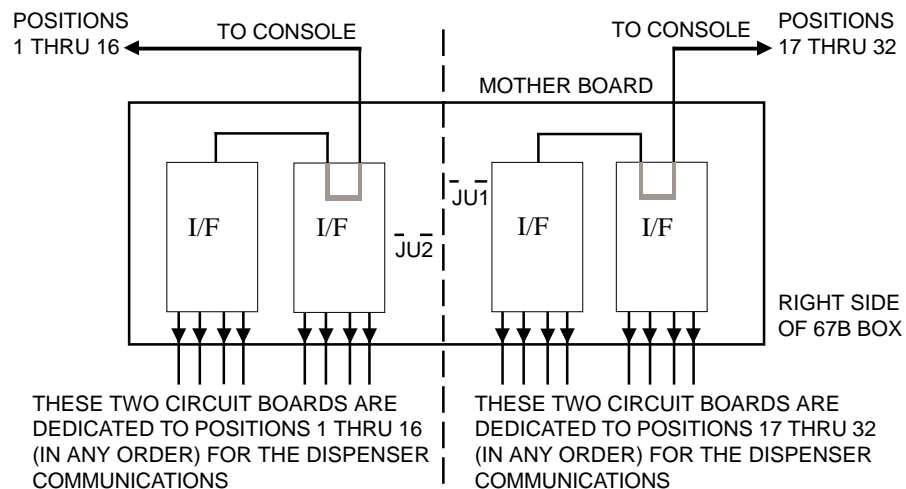 POSITIONS
1 THRU 16
TO CONSOLE
TO CONSOLE
POSITIONS
17 THRU 32
MOTHER BOARD
I/F
I/F
JU2
JU1
I/F
I/F
RIGHT SIDE
OF 67B BOX
THESE TWO CIRCUIT BOARDS ARE
DEDICATED TO POSITIONS 1 THRU 16
(IN ANY ORDER) FOR THE DISPENSER
COMMUNICATIONS
THESE TWO CIRCUIT BOARDS ARE
DEDICATED TO POSITIONS 17 THRU 32
(IN ANY ORDER) FOR THE DISPENSER
COMMUNICATIONS